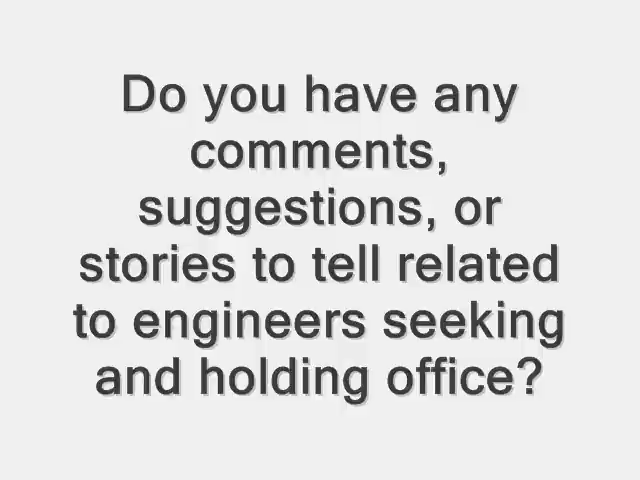 Do you have any
comments,
suggestions, or
stories to tell related
to engineers seeking
and holding office?